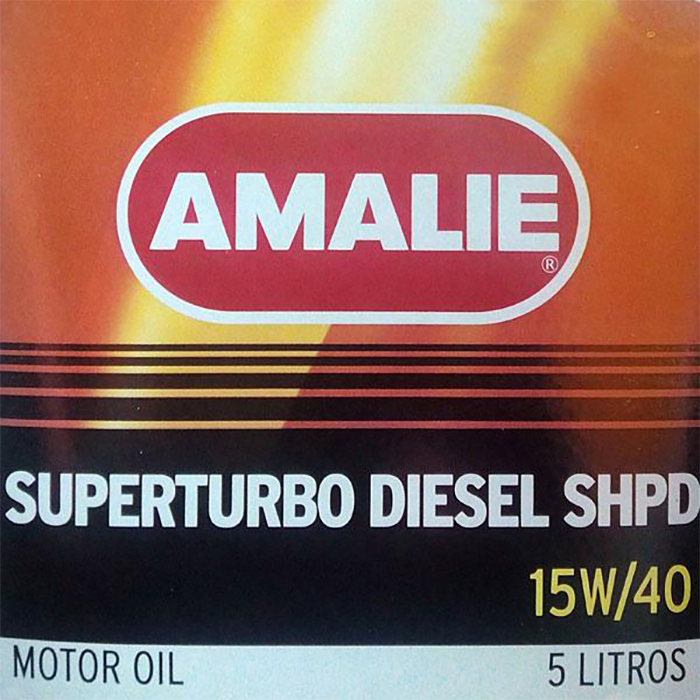 AMALIE
®
SUPERTURBO DIESEL SHPD
15W/40
MOTOR OIL
5 LITROS